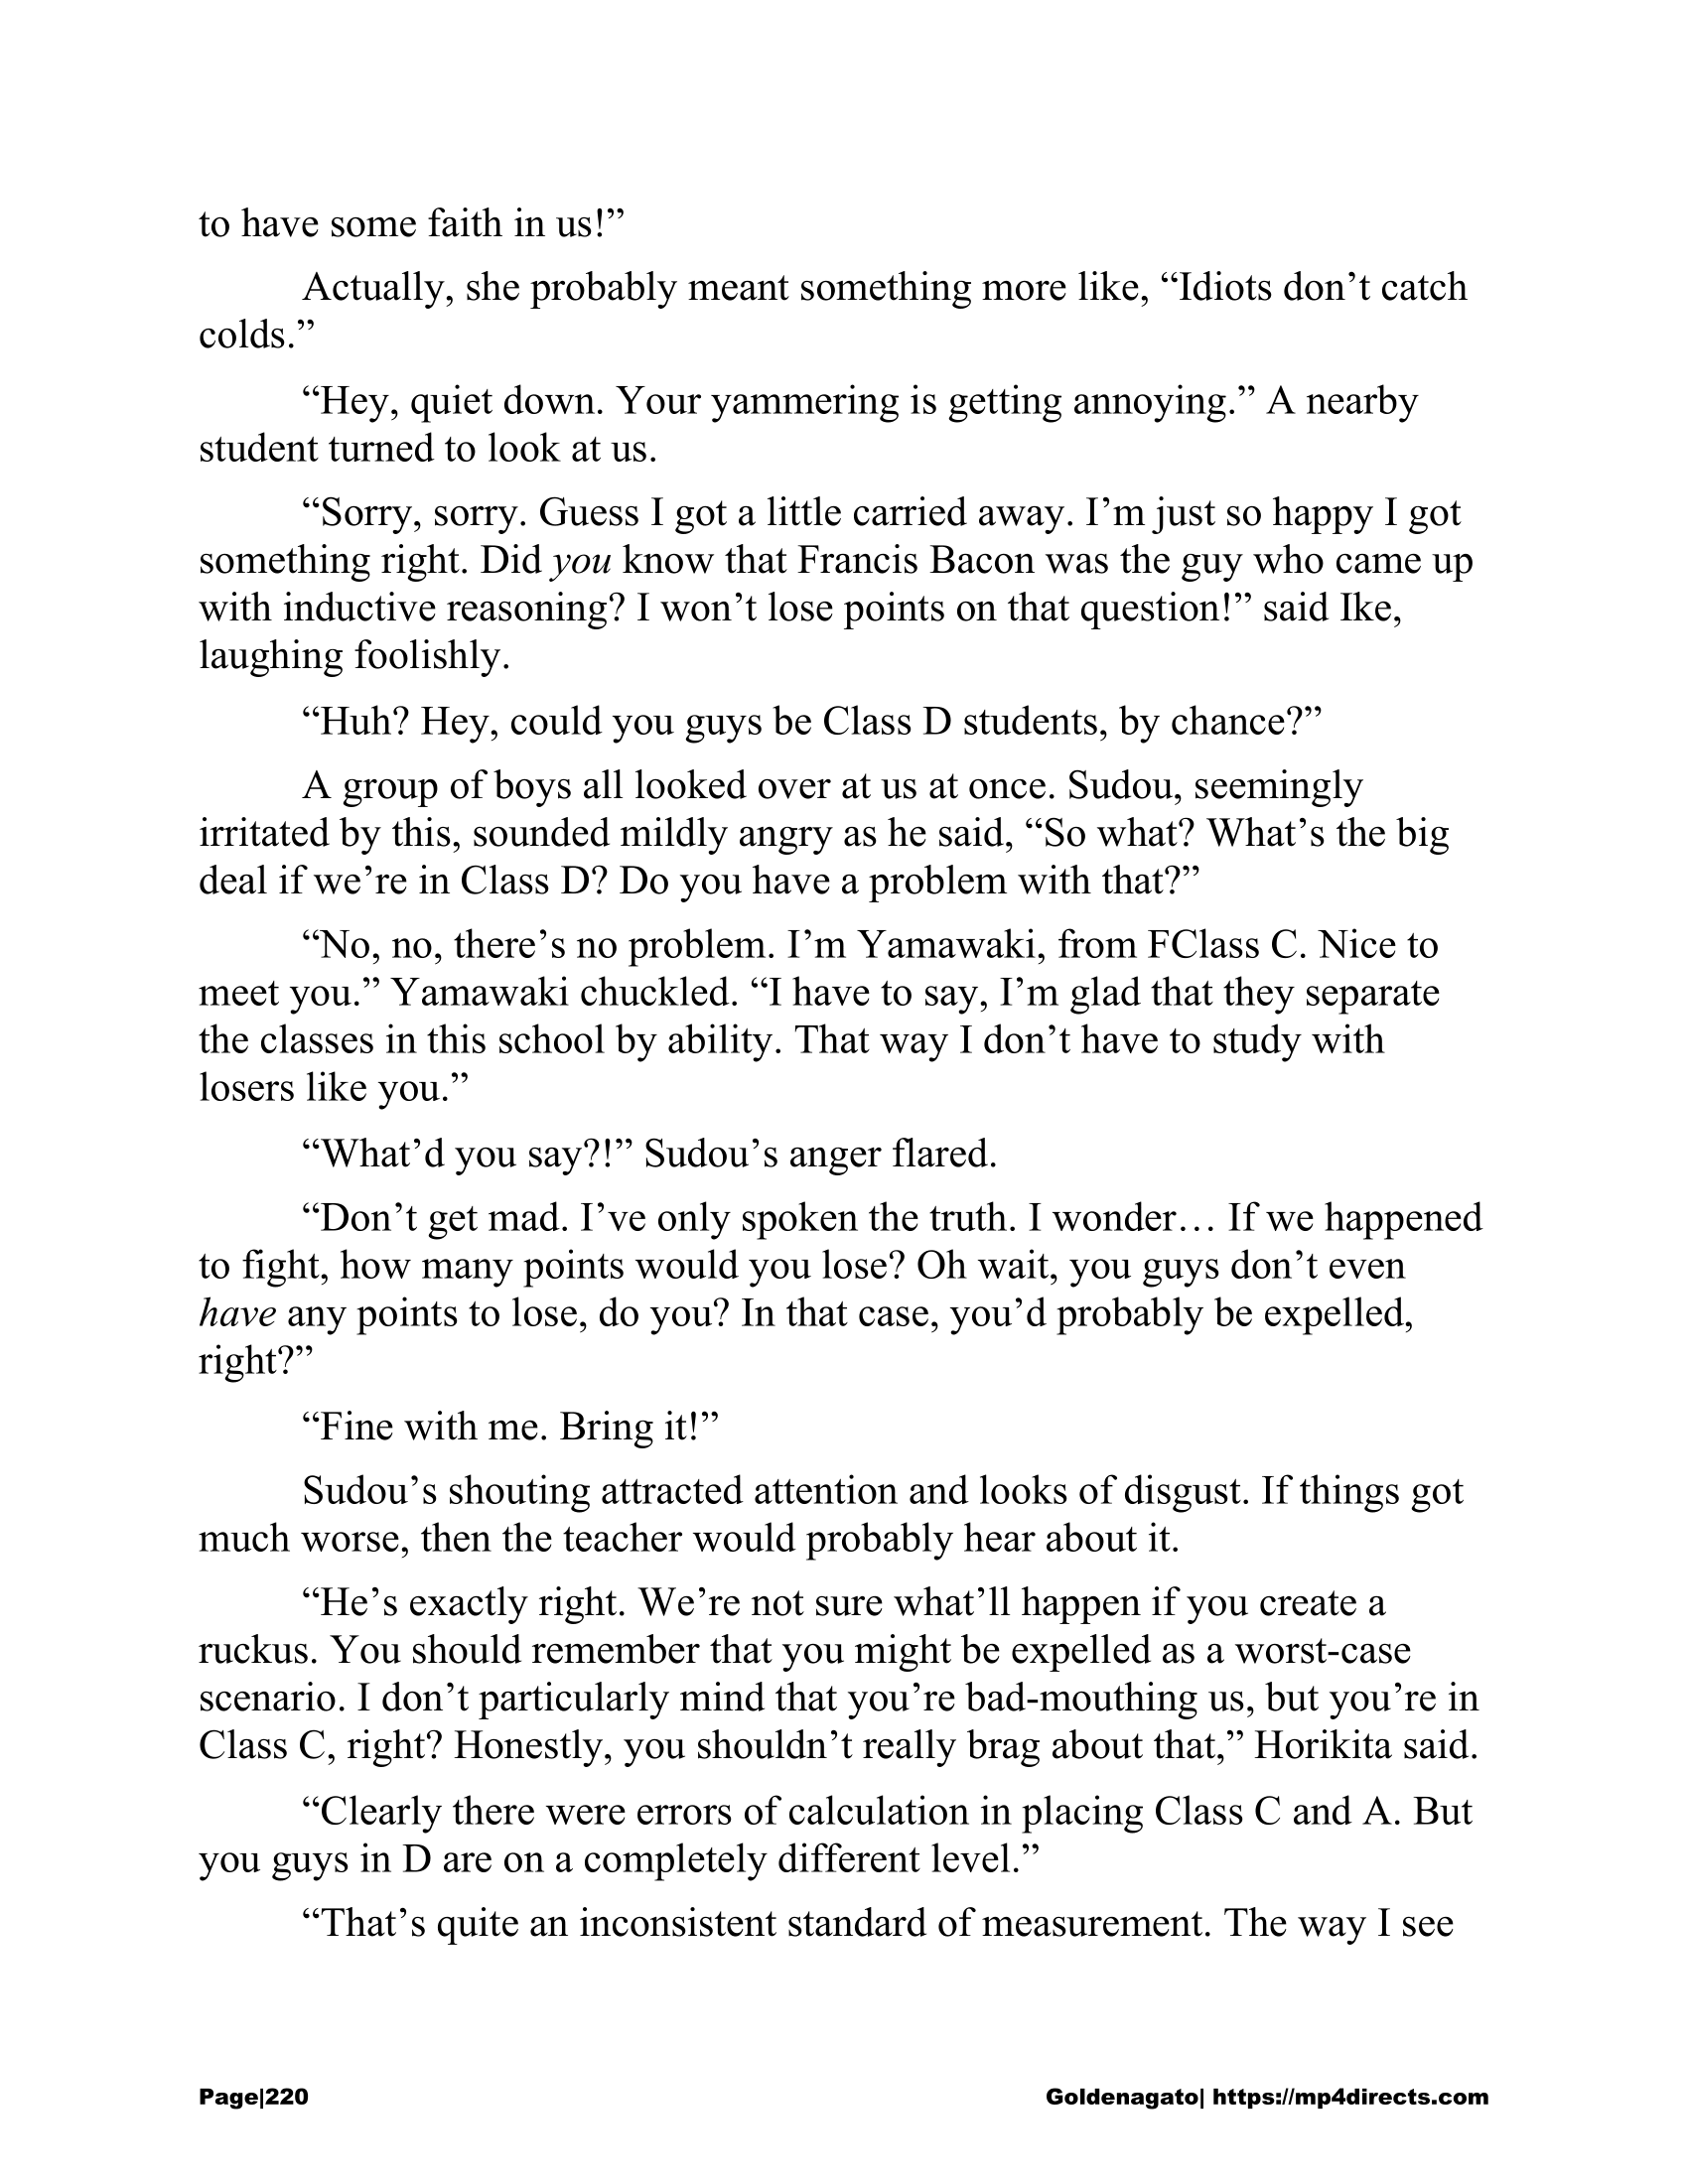 to have some faith in us!”
Actually, she probably meant something more like, “Idiots don’t catch
colds.”
“Hey, quiet down. Your yammering is getting annoying.” A nearby
student turned to look at us.
“Sorry, sorry. Guess I got a little carried away. I’m just so happy I got
something right. Did you know that Francis Bacon was the guy who came up
with inductive reasoning? I won’t lose points on that question!” said Ike,
laughing foolishly.
“Huh? Hey, could you guys be Class D students, by chance?”
A group of boys all looked over at us at once. Sudou, seemingly
irritated by this, sounded mildly angry as he said, “So what? What’s the big
deal if we’re in Class D? Do you have a problem with that?”
“No, no, there’s no problem. I’m Yamawaki, from FClass C. Nice to
meet you.” Yamawaki chuckled. “I have to say, I’m glad that they separate
the classes in this school by ability. That way I don’t have to study with
losers like you.”
“What’d you say?!” Sudou’s anger flared.
“Don’t get mad. I’ve only spoken the truth. I wonder… If we happened
to fight, how many points would you lose? Oh wait, you guys don’t even
have any points to lose, do you? In that case, you’d probably be expelled,
right?”
“Fine with me. Bring it!”
Sudou’s shouting attracted attention and looks of disgust. If things got
much worse, then the teacher would probably hear about it.
“He’s exactly right. We’re not sure what’ll happen if you create a
ruckus. You should remember that you might be expelled as a worst-case
scenario. I don’t particularly mind that you’re bad-mouthing us, but you’re in
Class C, right? Honestly, you shouldn’t really brag about that,” Horikita said.
“Clearly there were errors of calculation in placing Class C and A. But
you guys in D are on a completely different level.”
“That’s quite an inconsistent standard of measurement. The way I see
Page|220
Goldenagato| https://mp4directs.com